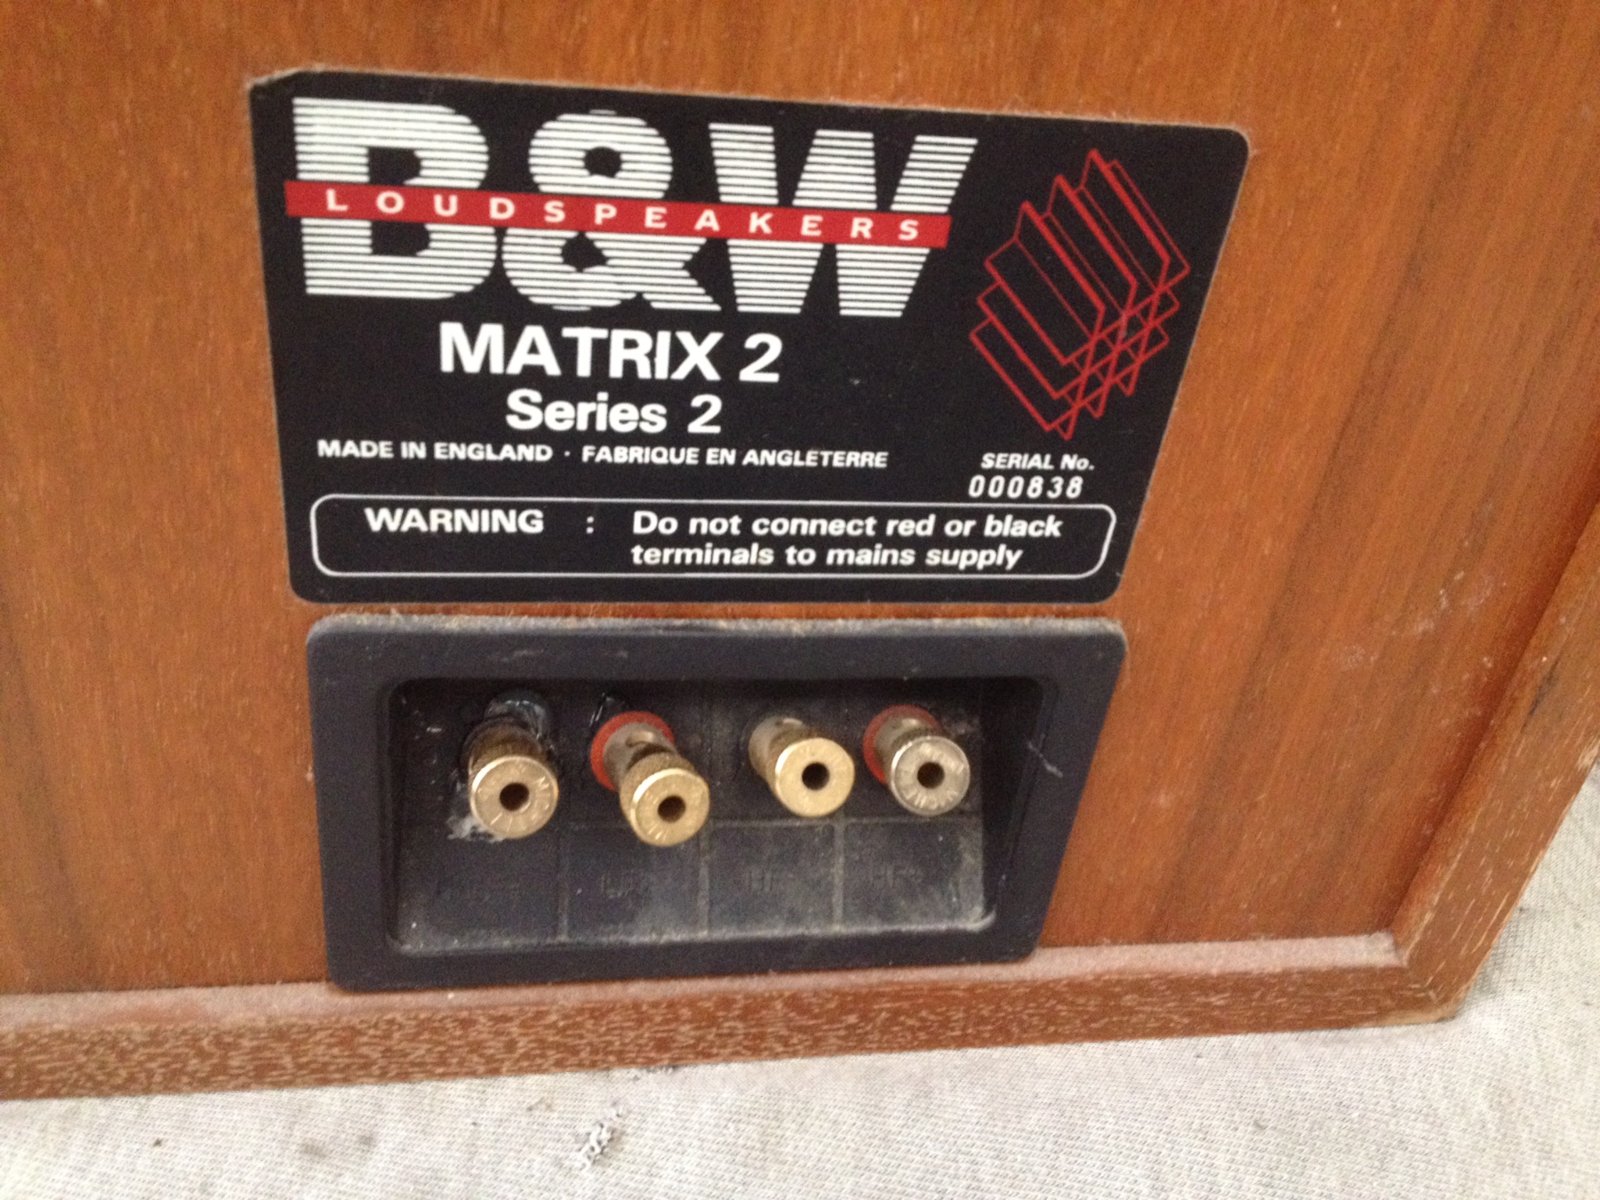 B&W
LOUDSPEAKERS
MATRIX 2
Series 2
MADE IN ENGLAND · FABRIQUE EN ANGLETERRE
SERIAL No.
000838
WARNING : Do not connect red or black
terminals to mains supply